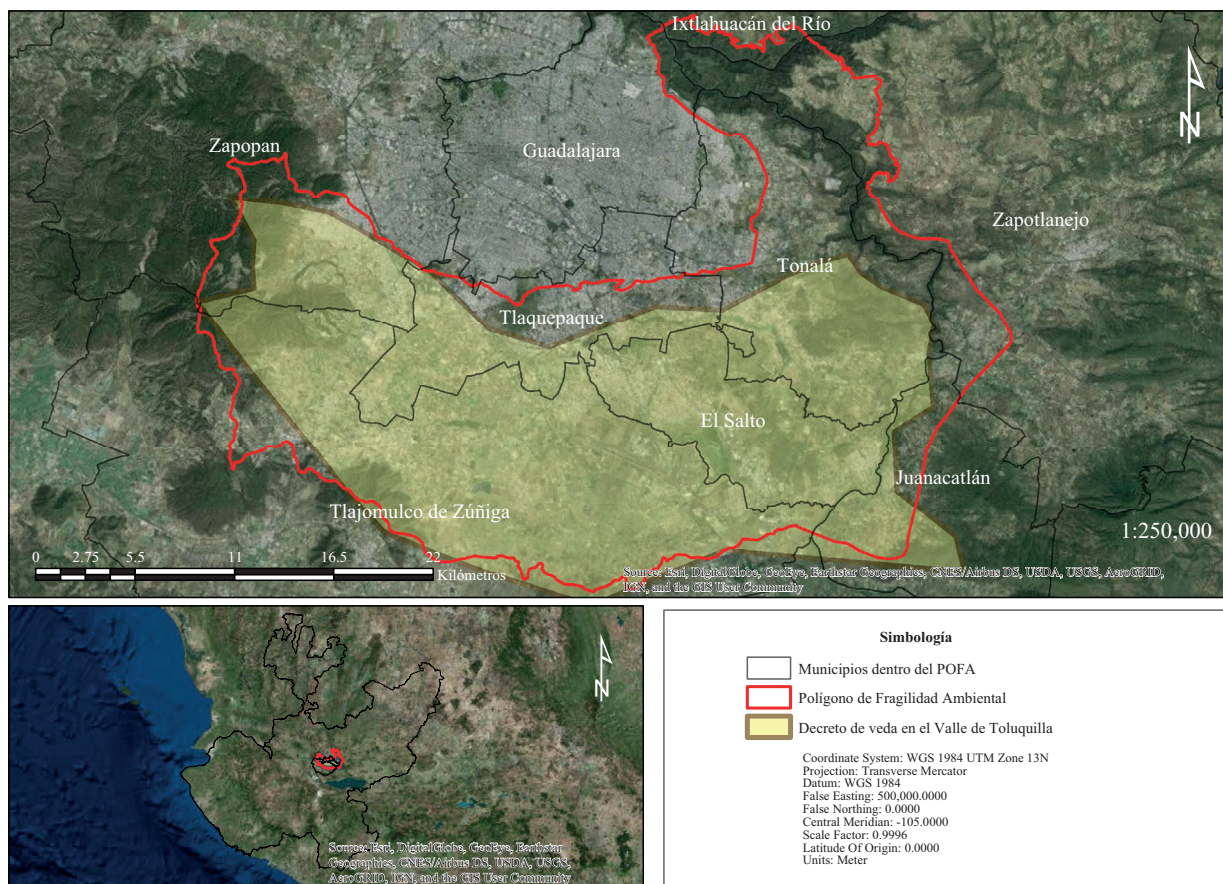 Ixtlahuacán del Río
N
Zapopan
Guadalajara
Zapotlanejo
Tonalá
Tlaquepaque
El Salto
Juanacatlán
Tlajomulco de Zúñiga
1:250,000
0 2.75 5.5 11 16.5 22
Kilómetros
Source: Esri, DigitalGlobe, GeoEye, Earthstar Geographies, CNES/Airbus DS, USDA, USGS, AeroGRID,
IGN, and the GIS User Community
N
Source: Esri, DigitalGlobe, GeoEye, Earthstar
Geographies, CNES/Airbus DS, USDA, USGS,
AeroGRID, IGN, and the GIS User Community
Simbología
Municipios dentro del POFA
Polígono de Fragilidad Ambiental
Decreto de veda en el Valle de Toluquilla
Coordinate System: WGS 1984 UTM Zone 13N
Projection: Transverse Mercator
Datum: WGS 1984
False Easting: 500,000.0000
False Northing: 0.0000
Central Meridian: -105.0000
Scale Factor: 0.9996
Latitude Of Origin: 0.0000
Units: Meter